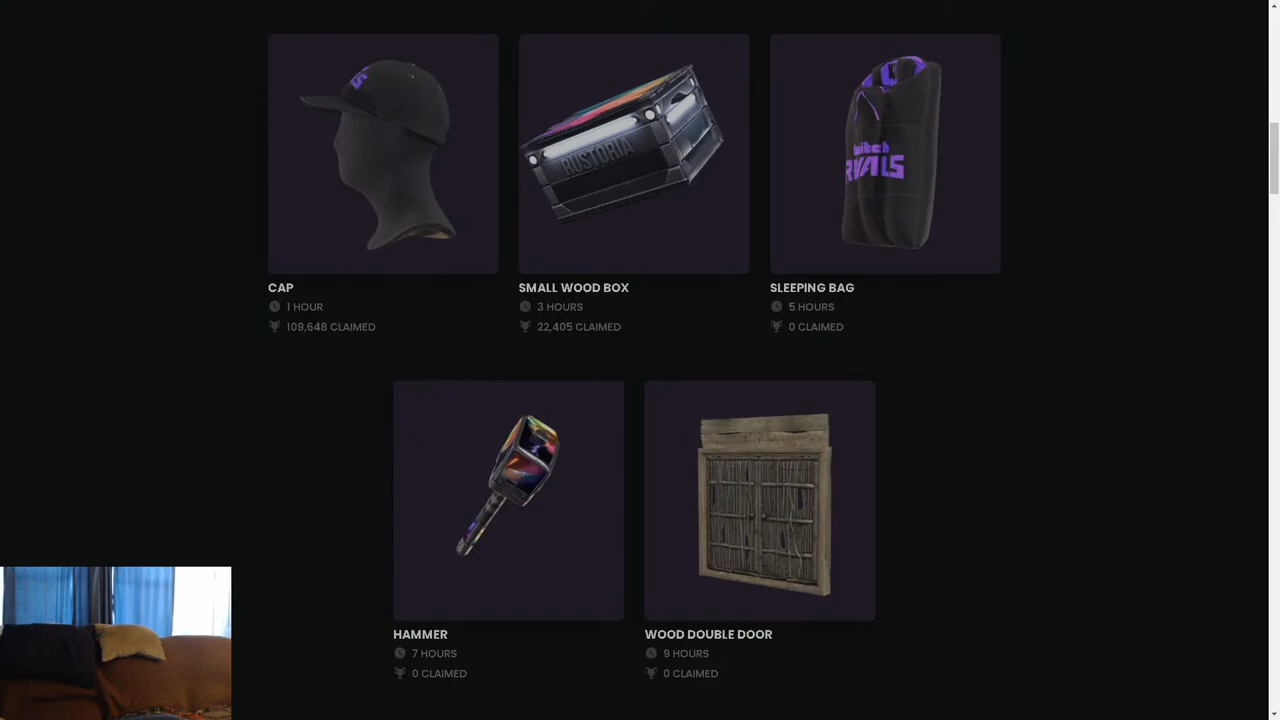 RUSTORIA
twitch
RIVALS
CAP
1 HOUR
109,648 CLAIMED
SMALL WOOD BOX
3 HOURS
22,405 CLAIMED
SLEEPING BAG
5 HOURS
0 CLAIMED
HAMMER
7 HOURS
0 CLAIMED
WOOD DOUBLE DOOR
9 HOURS
0 CLAIMED